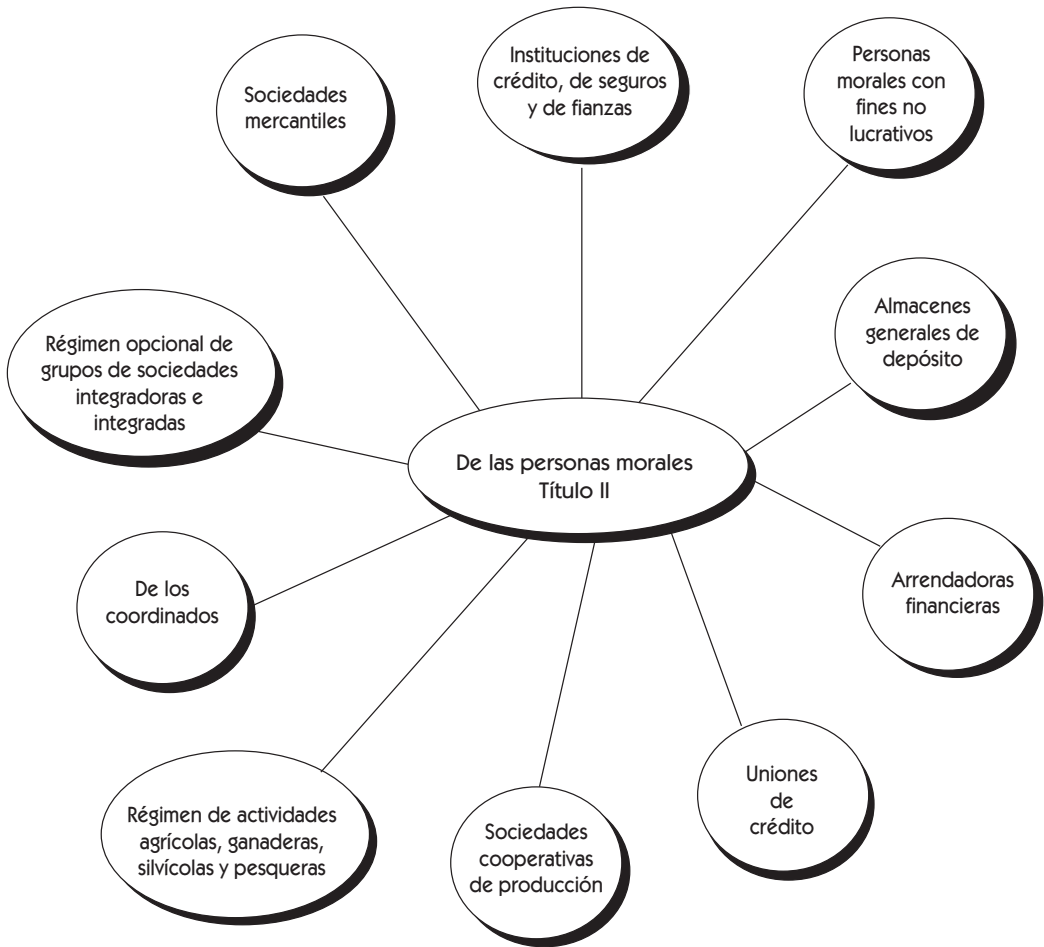 Sociedades
mercantiles
Instituciones de
crédito, de seguros
y de fianzas
Personas
morales con
fines no
lucrativos
Régimen opcional de
grupos de sociedades
integradoras e
integradas
Almacenes
generales de
depósito
De las personas morales
Título II
De los
coordinados
Arrendadoras
financieras
Régimen de actividades
agrícolas, ganaderas,
silvícolas y pesqueras
Sociedades
cooperativas
de producción
Uniones
de
crédito